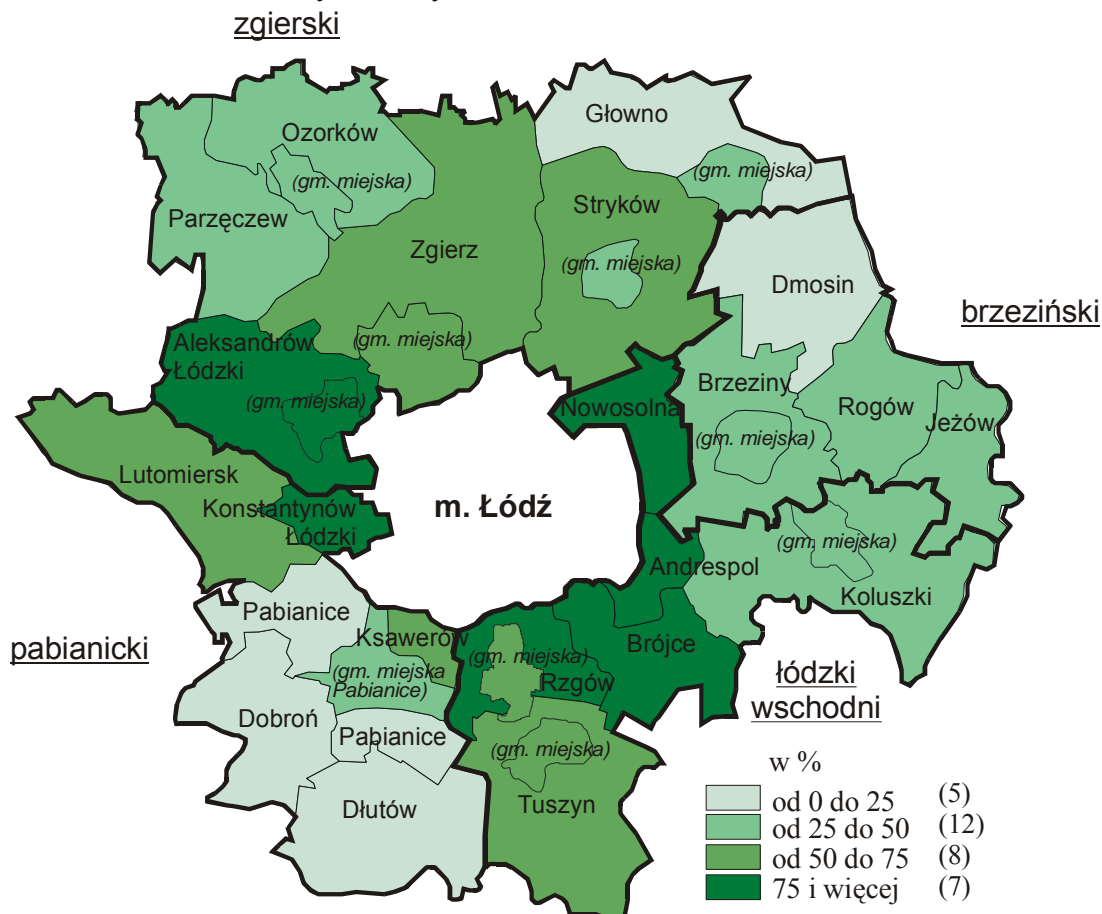 zgierski
Głowno
Ozorków
(gm. miejska)
(gm. miejska)
Stryków
Parzęczew
Zgierz
(gm. miejska)
Dmosin
brzeziński
Aleksandrów
Łódzki
(gm. miejska)
(gm. miejska)
Nowosolna
Brzeziny
(gm. miejska)
Rogów
Jeżów
Lutomiersk
Konstantynów
Łódzki
m. Łódź
(gm. miejska)
Andrespol
Koluszki
Pabianice
Ksawerów
(gm. miejska
Pabianice)
(gm. miejska)
Rzgów
Brójce
pabianicki
łódzki
wschodni
Dobroń
Pabianice
(gm. miejska)
Dłutów
Tuszyn
w %
od 0 do 25 (5)
od 25 do 50 (12)
od 50 do 75 (8)
75 i więcej (7)